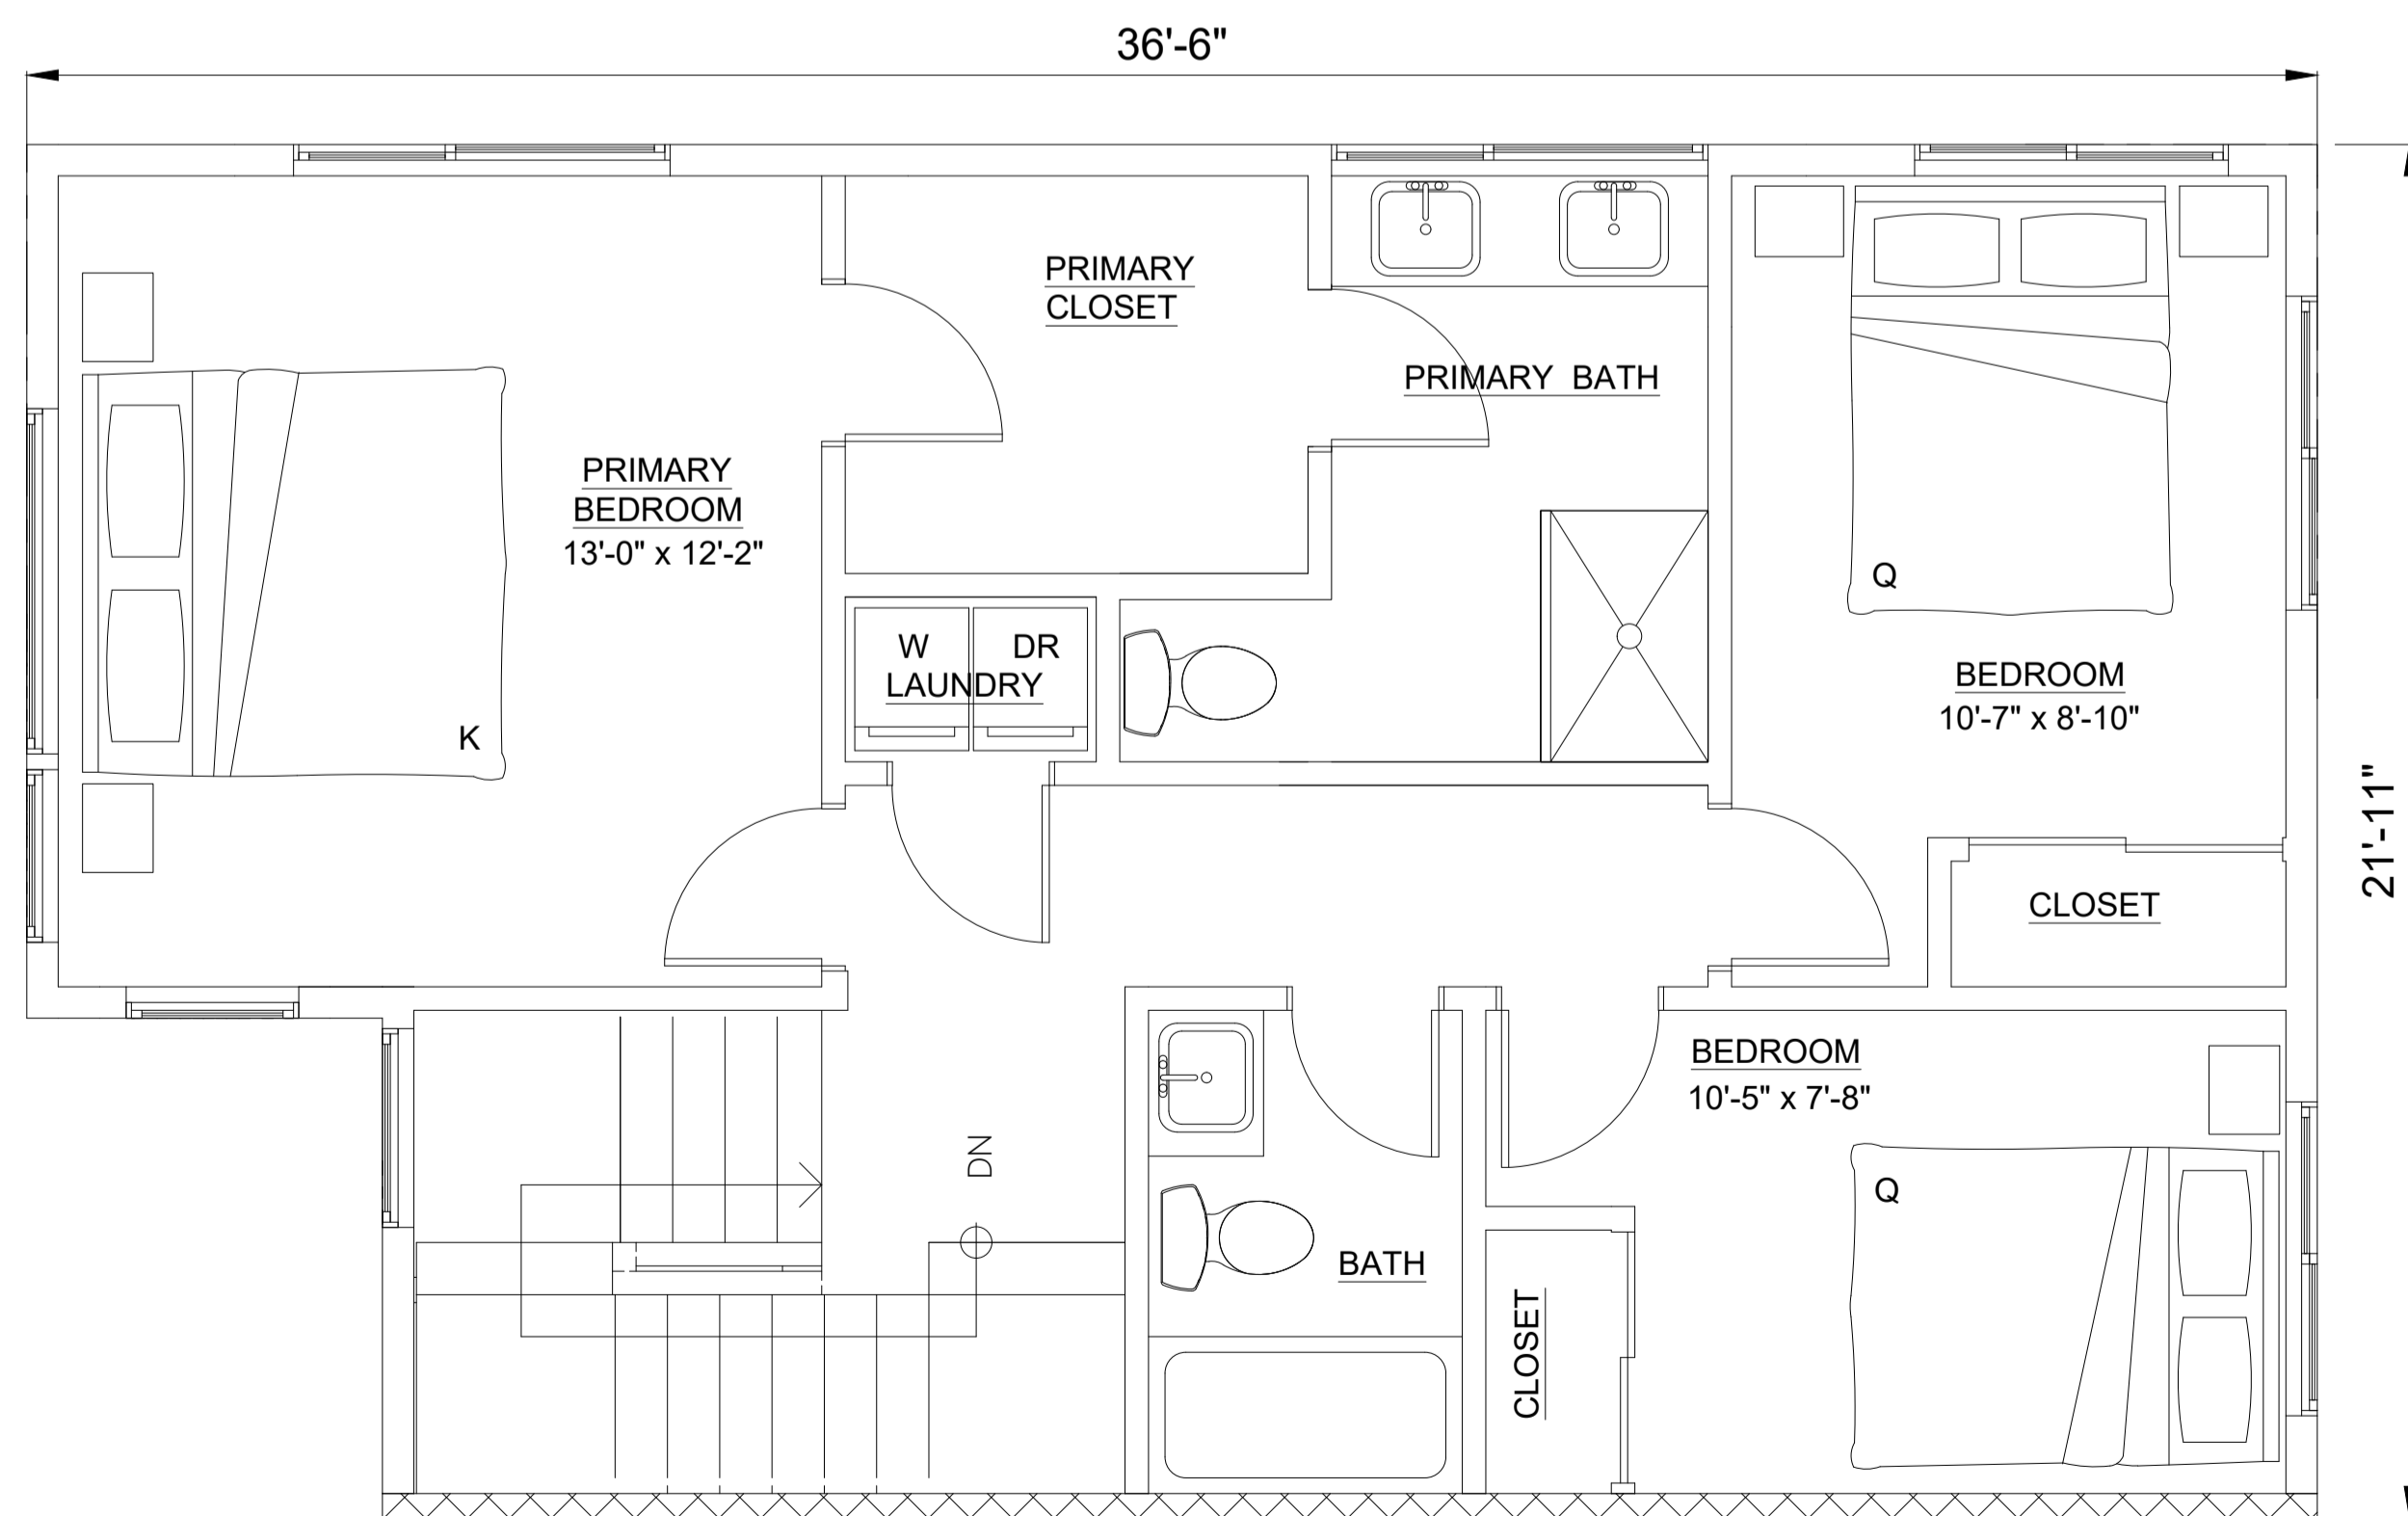 36'-6"
PRIMARY
CLOSET
PRIMARY BATH
PRIMARY
BEDROOM
13'-0" x 12'-2"
K
W DR
LAUNDRY
Q
BEDROOM
10'-7" x 8'-10"
21'-11"
CLOSET
BEDROOM
10'-5" x 7'-8"
DN
Q
BATH
CLOSET